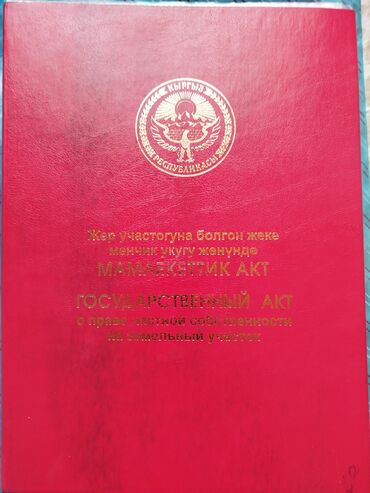 КЫРГЫЗ
РЕСПУБЛИКАСЫ
Жер участогуна болгон жеке
менчик укугу жөнүндө
МАМЛЕКЕТТИК АКТ
ГОСУДАРСТВЕННЫЙ АКТ
о праве частной собственности
на земельный участок